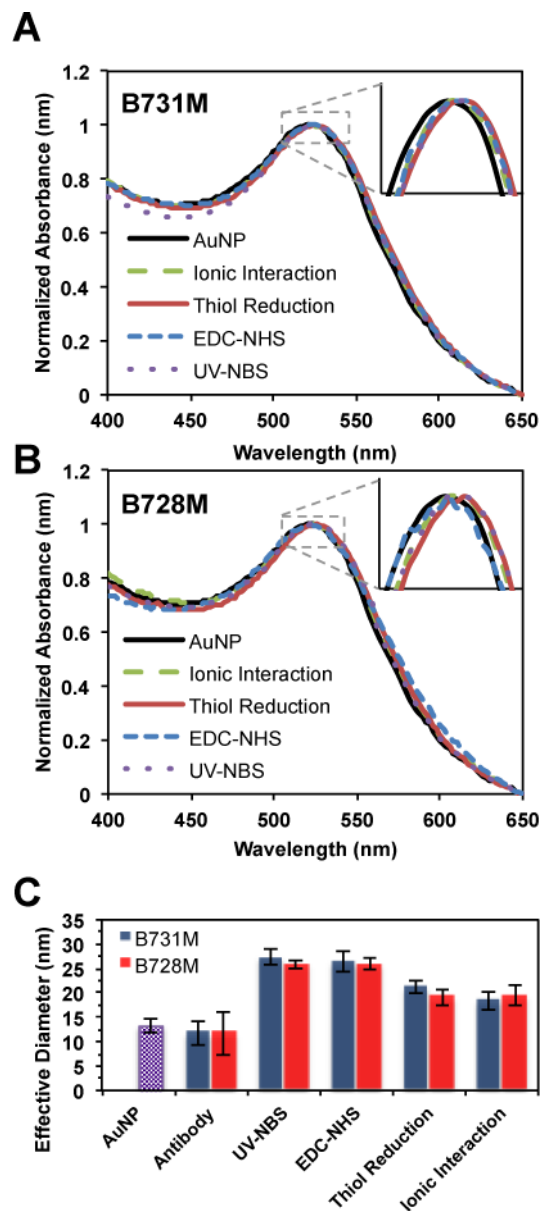 A
B731M
Normalized Absorbance (nm)
1.2
1
0.8
0.6
0.4
0.2
0
AuNP
Ionic Interaction
Thiol Reduction
EDC-NHS
UV-NBS
400 450 500 550 600 650
Wavelength (nm)
B
B728M
Normalized Absorbance (nm)
1.2
1
0.8
0.6
0.4
0.2
0
AuNP
Ionic Interaction
Thiol Reduction
EDC-NHS
UV-NBS
400 450 500 550 600 650
Wavelength (nm)
C
Effective Diameter (nm)
35
30
25
20
15
10
5
0
B731M
B728M
AuNP
Antibody
UV-NBS
EDC-NHS
Thiol Reduction
Ionic Interaction